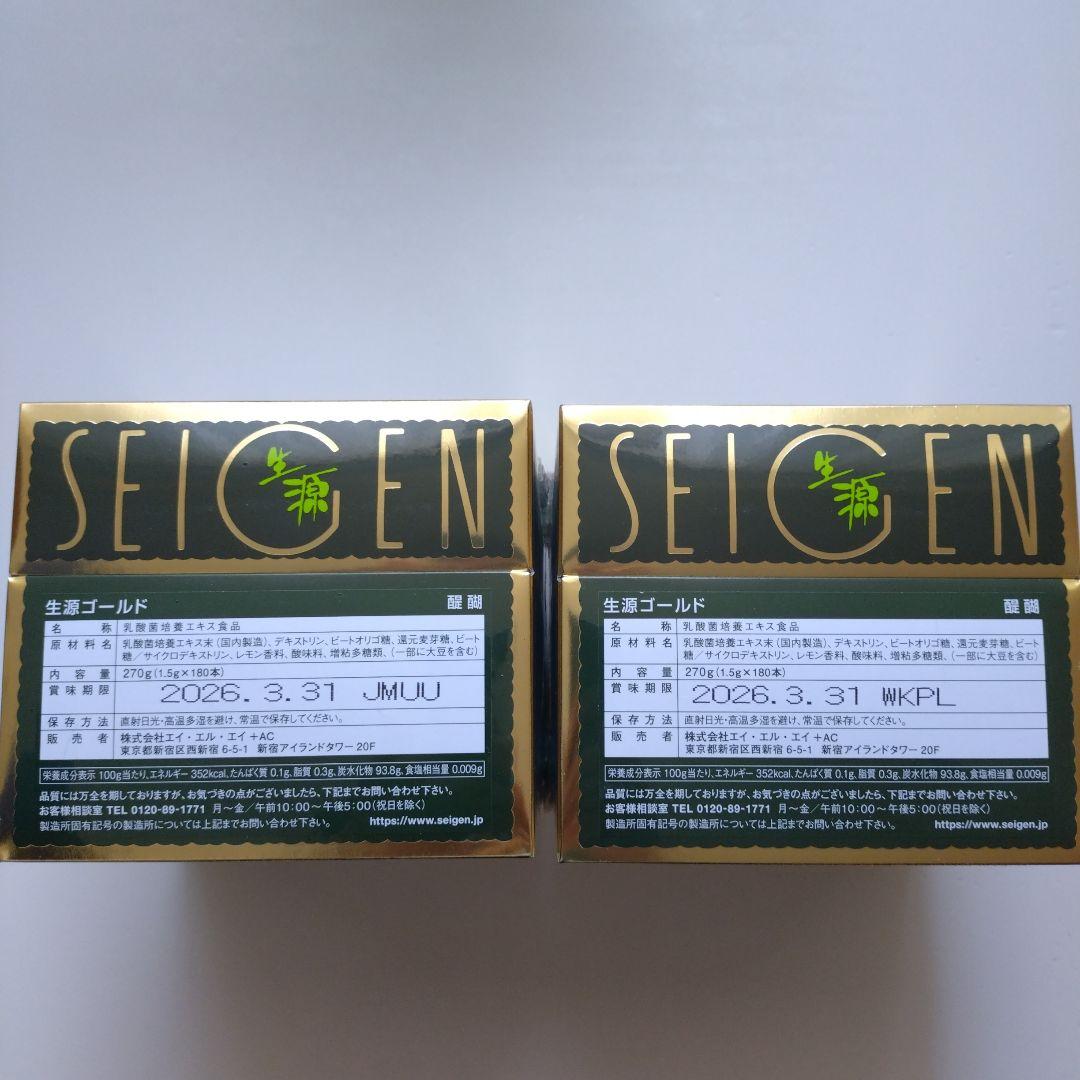 SEIGEN
生源
生源ゴールド 醍醐
名称 乳酸菌培養エキス食品
原材料名 乳酸菌培養エキス末(国内製造)、デキストリン、ビートオリゴ糖、還元麦芽糖、ビート
糖/サイクロデキストリン、レモン香料、酸味料、増粘多糖類、(一部に大豆を含む)
内容量 270g(1.5g×180本)
賞味期限 2026. 3.31 JMUU
保存方法 直射日光・高温多湿を避け、常温で保存してください。
販売者 株式会社エイ・エル・エイ+AC
東京都新宿区西新宿 6-5-1 新宿アイランドタワー 20F
栄養成分表示 100g当たり、エネルギー 352kcal、たんぱく質 0.1g、脂質 0.3g、炭水化物 93.8g、食塩相当量 0.009g
品質には万全を期しておりますが、お気づきの点がございましたら、下記までお問い合わせ下さい。
お客様相談室 TEL 0120-89-1771 月~金/午前10:00~午後5:00(祝日を除く)
製造所固有記号の製造所については上記までお問い合わせ下さい。 https://www.seigen.jp
SEIGEN
生源
生源ゴールド 醍醐
名称 乳酸菌培養エキス食品
原材料名 乳酸菌培養エキス末(国内製造)、デキストリン、ビートオリゴ糖、還元麦芽糖、ビート
糖/サイクロデキストリン、レモン香料、酸味料、増粘多糖類、(一部に大豆を含む)
内容量 270g(1.5g×180本)
賞味期限 2026. 3.31 WKPL
保存方法 直射日光・高温多湿を避け、常温で保存してください。
販売者 株式会社エイ・エル・エイ+AC
東京都新宿区西新宿 6-5-1 新宿アイランドタワー 20F
栄養成分表示 100g当たり、エネルギー 352kcal、たんぱく質 0.1g、脂質 0.3g、炭水化物 93.8g、食塩相当量 0.009g
品質には万全を期しておりますが、お気づきの点がございましたら、下記までお問い合わせ下さい。
お客様相談室 TEL 0120-89-1771 月~金/午前10:00~午後5:00(祝日を除く)
製造所固有記号の製造所については上記までお問い合わせ下さい。 https://www.seigen.jp